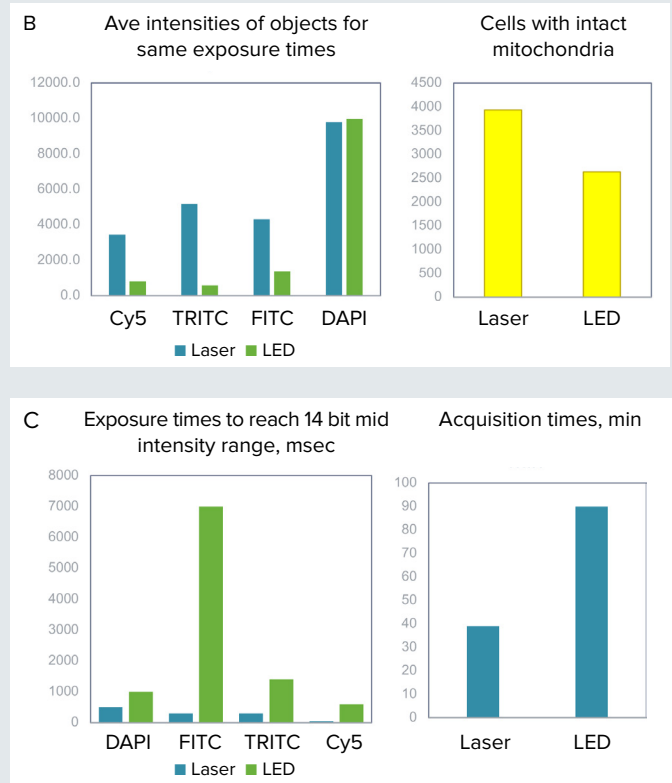 B
Ave intensities of objects for
same exposure times
12000.0
10000.0
8000.0
6000.0
4000.0
2000.0
0.0
Cy5 TRITC FITC DAPI
Laser LED
Cells with intact
mitochondria
4500
4000
3500
3000
2500
2000
1500
1000
500
0
Laser LED
C
Exposure times to reach 14 bit mid
intensity range, msec
8000
7000
6000
5000
4000
3000
2000
1000
0
DAPI FITC TRITC Cy5
Laser LED
Acquisition times, min
100
90
80
70
60
50
40
30
20
10
0
Laser LED